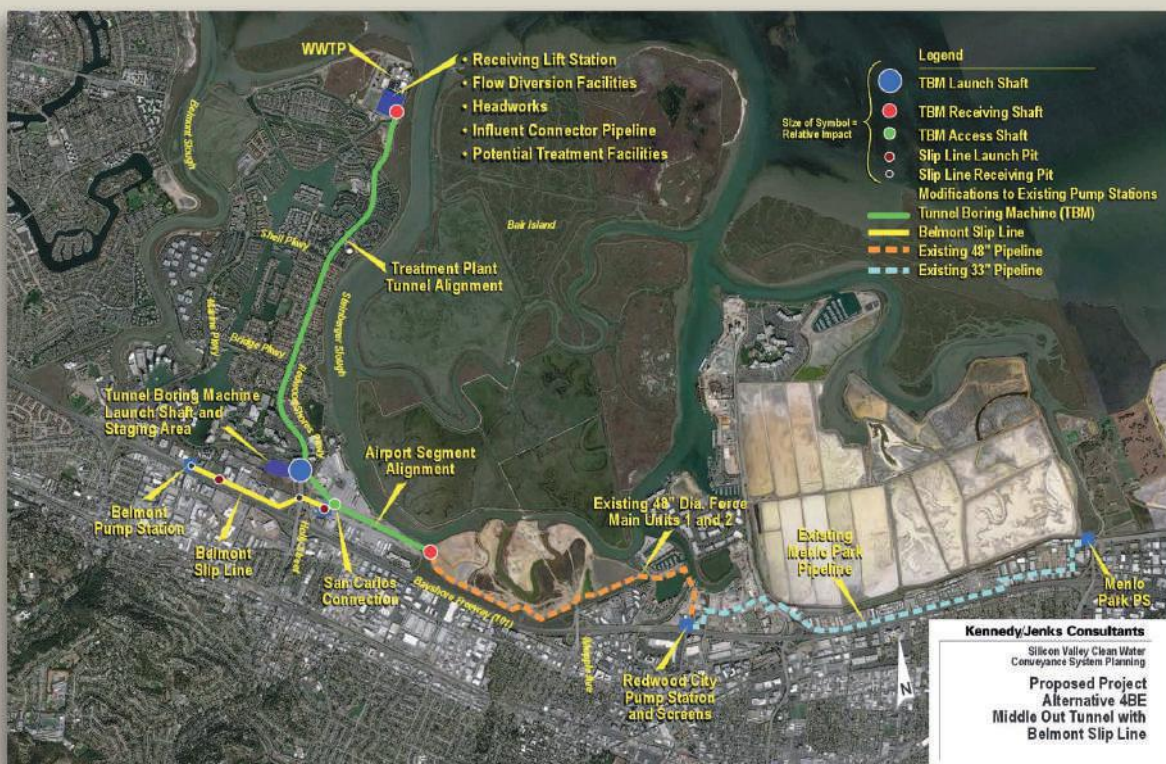 WWTP
• Receiving Lift Station
• Flow Diversion Facilities
• Headworks
• Influent Connector Pipeline
• Potential Treatment Facilities
Legend
Size of Symbol =
Relative Impact
TBM Launch Shaft
TBM Receiving Shaft
TBM Access Shaft
Slip Line Launch Pit
Slip Line Receiving Pit
Modifications to Existing Pump Stations
Tunnel Boring Machine (TBM)
Belmont Slip Line
Existing 48" Pipeline
Existing 33" Pipeline
Belmont Slough
Bair Island
Shell Pkwy
Treatment Plant
Tunnel Alignment
Steinberger Slough
Marine Pkwy
Bridge Pkwy
Redwood Shores Pkwy
Tunnel Boring Machine
Launch Shaft and
Staging Area
Airport Segment
Alignment
Belmont
Pump Station
Belmont
Slip Line
Holly Street
San Carlos
Connection
Bayshore Freeway (101)
Existing 48" Dia. Force
Main Units 1 and 2
Whipple Ave
Redwood City
Pump Station
and Screens
Existing
Menlo Park
Pipeline
Menlo
Park PS
N
Kennedy/Jenks Consultants
Silicon Valley Clean Water
Conveyance System Planning
Proposed Project
Alternative 4BE
Middle Out Tunnel with
Belmont Slip Line